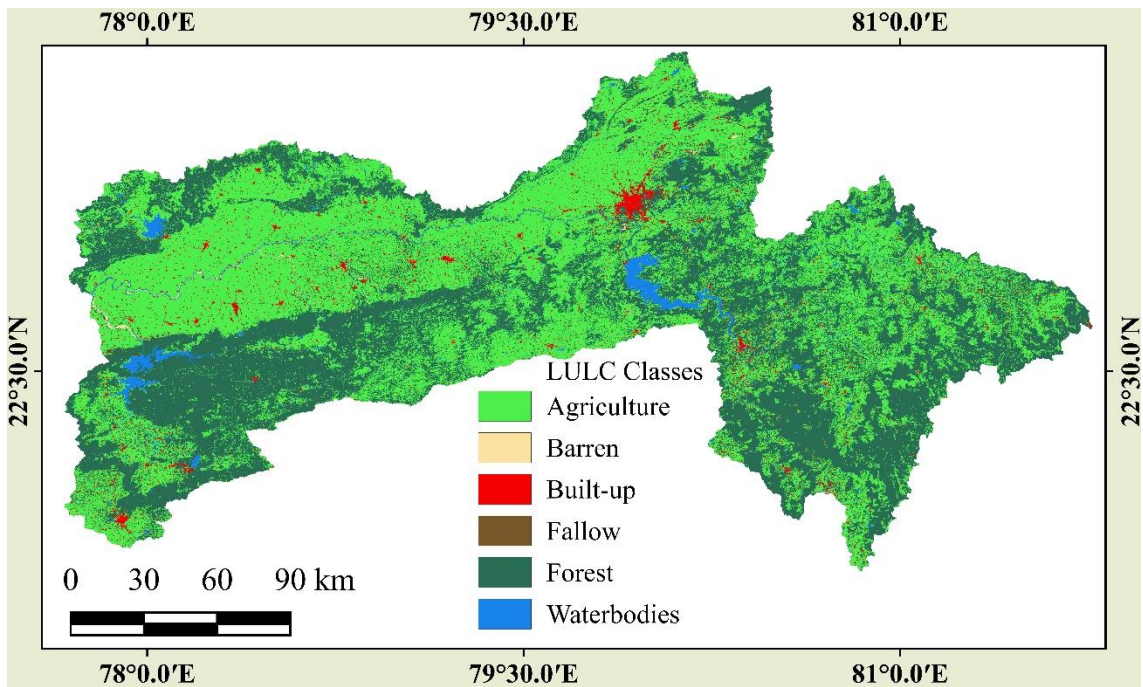 78°0.0′E 79°30.0′E 81°0.0′E
22°30.0′N 22°30.0′N
LULC Classes
Agriculture
Barren
Built-up
Fallow
Forest
Waterbodies
0 30 60 90 km
78°0.0′E 79°30.0′E 81°0.0′E